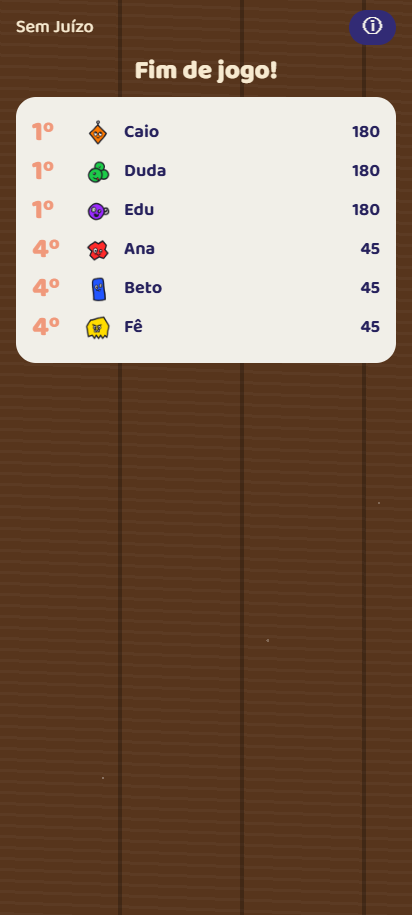 Sem Juízo
Fim de jogo!
1º Caio 180
1º Duda 180
1º Edu 180
4º Ana 45
4º Beto 45
4º Fê 45